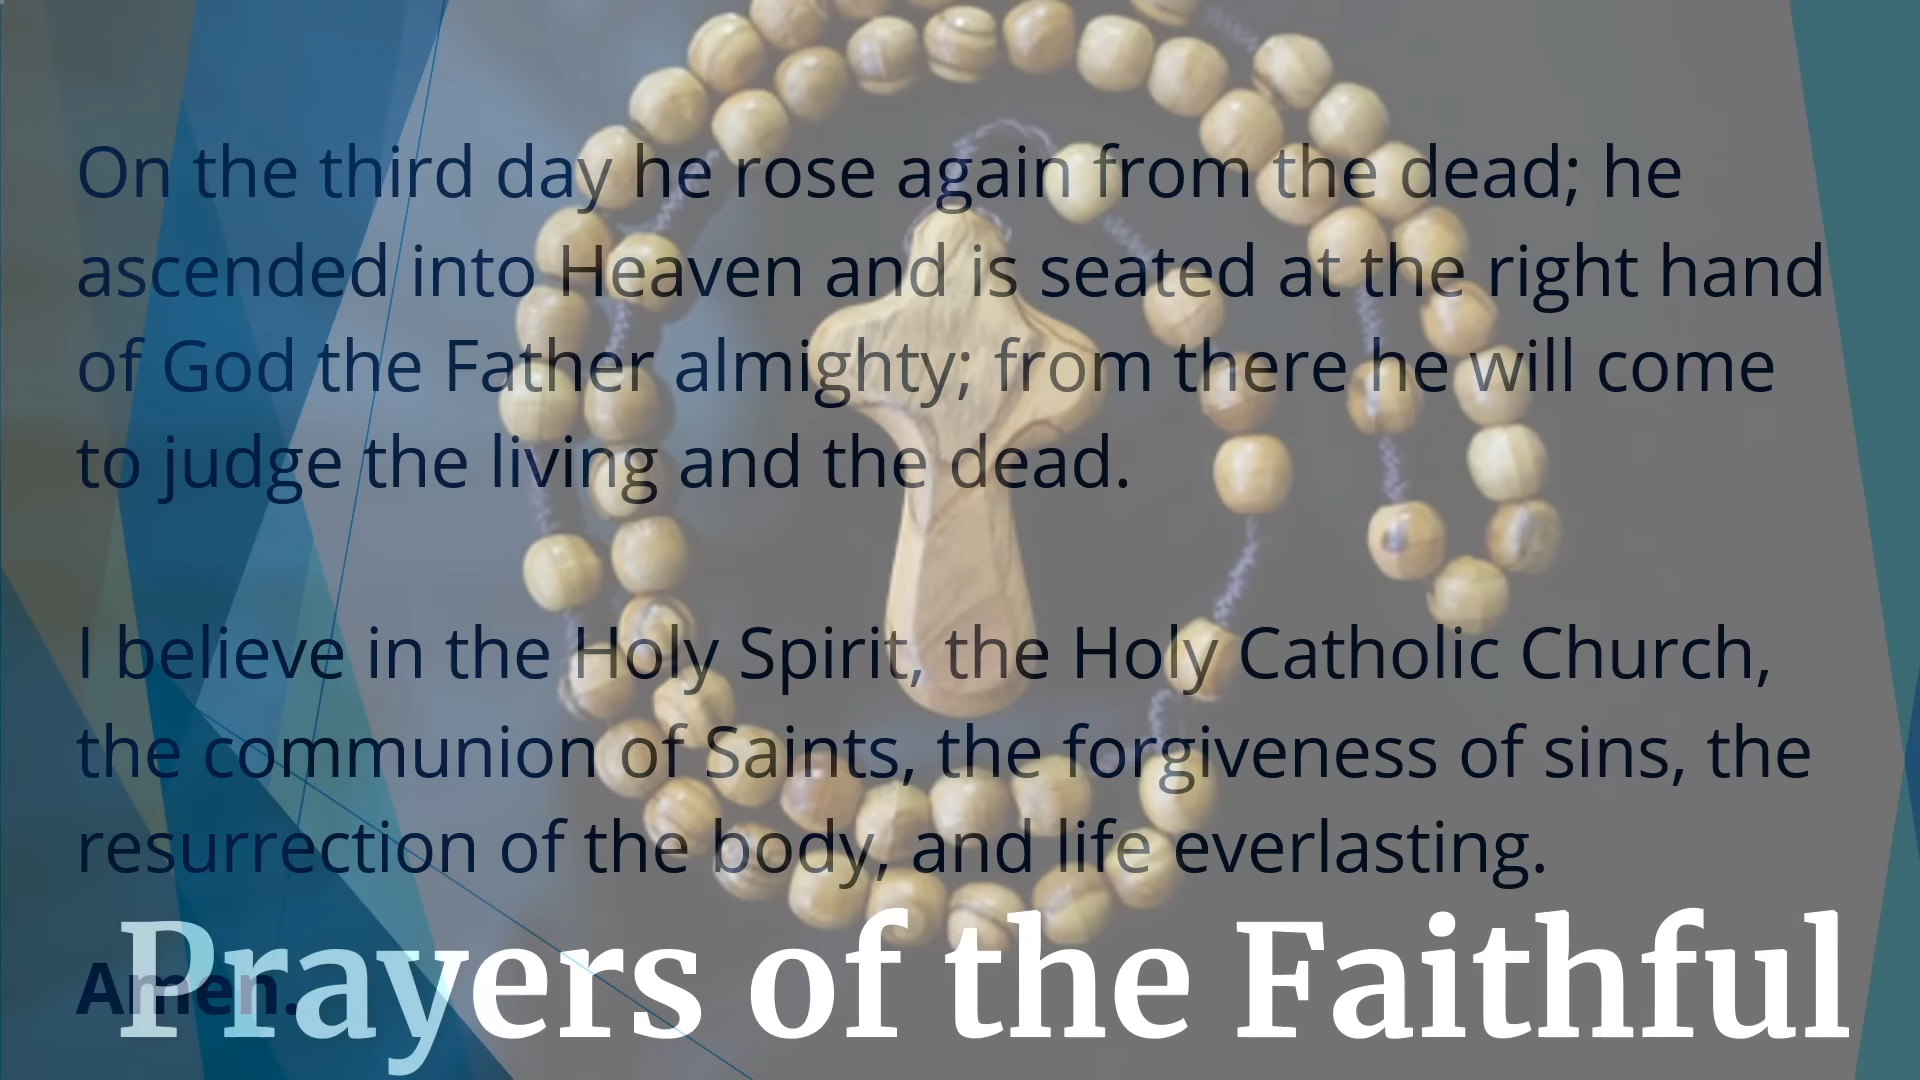 On the third day he rose again from the dead; he
ascended into Heaven and is seated at the right hand
of God the Father almighty; from there he will come
to judge the living and the dead.
I believe in the Holy Spirit, the Holy Catholic Church,
the communion of Saints, the forgiveness of sins, the
resurrection of the body, and life everlasting.
Amen.
Prayers of the Faithful